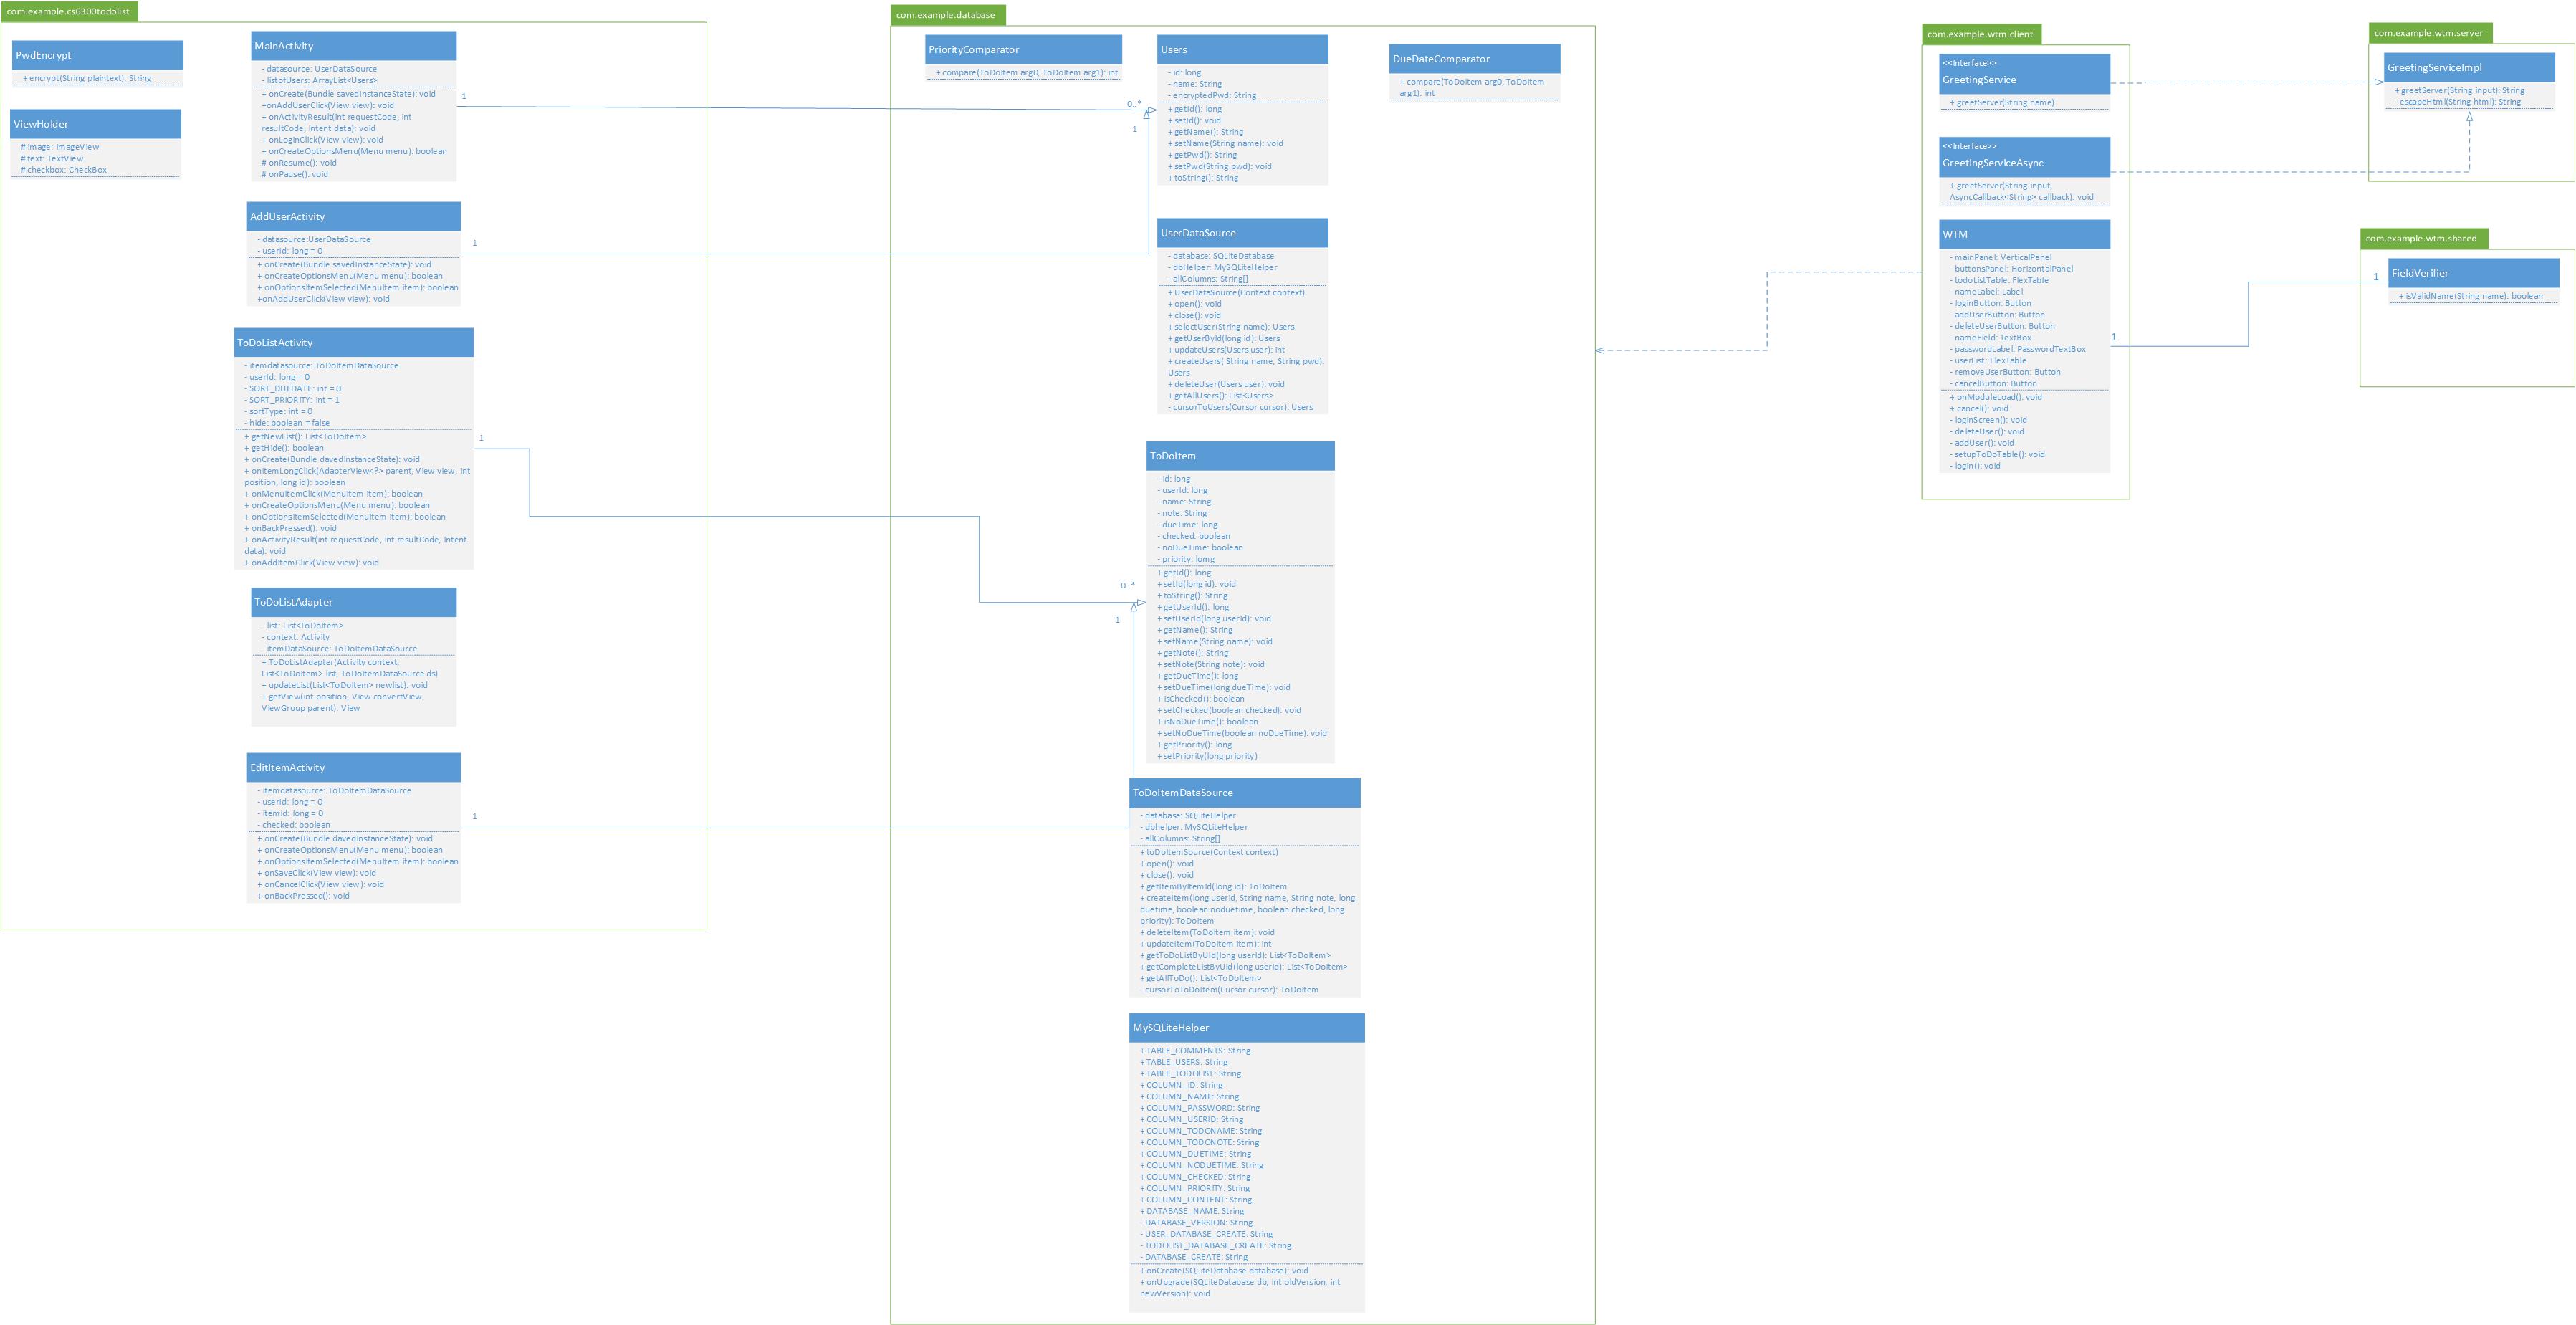 com.example.cs6300todolist
PwdEncrypt
+ encrypt(String plaintext): String
ViewHolder
# image: ImageView
# text: TextView
# checkbox: CheckBox
MainActivity
- datasource: UserDataSource
- listofUsers: ArrayList<Users>
+ onCreate(Bundle savedInstanceState): void
+onAddUserClick(View view): void
+ onActivityResult(int requestCode, int
resultCode, Intent data): void
+ onLoginClick(View view): void
+ onCreateOptionsMenu(Menu menu): boolean
# onResume(): void
# onPause(): void
1
AddUserActivity
- datasource:UserDataSource
- userId: long = 0
+ onCreate(Bundle savedInstanceState): void
+ onCreateOptionsMenu(Menu menu): boolean
+ onOptionsItemSelected(MenuItem item): boolean
+onAddUserClick(View view): void
1
ToDoListActivity
- itemdatasource: ToDoItemDataSource
- userId: long = 0
- SORT_DUEDATE: int = 0
- SORT_PRIORITY: int = 1
- sortType: int = 0
- hide: boolean = false
+ getNewList(): List<ToDoItem>
+ getHide(): boolean
+ onCreate(Bundle davedInstanceState): void
+ onItemLongClick(AdapterView<?> parent, View view, int
position, long id): boolean
+ onMenuItemClick(MenuItem item): boolean
+ onCreateOptionsMenu(Menu menu): boolean
+ onOptionsItemSelected(MenuItem item): boolean
+ onBackPressed(): void
+ onActivityResult(int requestCode, int resultCode, Intent
data): void
+ onAddItemClick(View view): void
1
ToDoListAdapter
- list: List<ToDoItem>
- context: Activity
- itemDataSource: ToDoItemDataSource
+ ToDoListAdapter(Activity context,
List<ToDoItem> list, ToDoItemDataSource ds)
+ updateList(List<ToDoItem> newlist): void
+ getView(int position, View convertView,
ViewGroup parent): View
EditItemActivity
- itemdatasource: ToDoItemDataSource
- userId: long = 0
- itemId: long = 0
- checked: boolean
+ onCreate(Bundle davedInstanceState): void
+ onCreateOptionsMenu(Menu menu): boolean
+ onOptionsItemSelected(MenuItem item): boolean
+ onSaveClick(View view): void
+ onCancelClick(View view): void
+ onBackPressed(): void
1
com.example.database
PriorityComparator
+ compare(ToDoItem arg0, ToDoItem arg1): int
0..*
1
Users
- id: long
- name: String
- encryptedPwd: String
+ getId(): long
+ setId(): void
+ getName(): String
+ setName(String name): void
+ getPwd(): String
+ setPwd(String pwd): void
+ toString(): String
DueDateComparator
+ compare(ToDoItem arg0, ToDoItem
arg1): int
UserDataSource
- database: SQLiteDatabase
- dbHelper: MySQLiteHelper
- allColumns: String[]
+ UserDataSource(Context context)
+ open(): void
+ close(): void
+ selectUser(String name): Users
+ getUserById(long id): Users
+ updateUsers(Users user): int
+ createUsers( String name, String pwd):
Users
+ deleteUser(Users user): void
+ getAllUsers(): List<Users>
- cursorToUsers(Cursor cursor): Users
ToDoItem
- id: long
- userId: long
- name: String
- note: String
- dueTime: long
- checked: boolean
- noDueTime: boolean
- priority: lomg
+ getId(): long
+ setId(long id): void
+ toString(): String
+ getUserId(): long
+ setUserId(long userId): void
+ getName(): String
+ setName(String name): void
+ getNote(): String
+ setNote(String note): void
+ getDueTime(): long
+ setDueTime(long dueTime): void
+ isChecked(): boolean
+ setChecked(boolean checked): void
+ isNoDueTime(): boolean
+ setNoDueTime(boolean noDueTime): void
+ getPriority(): long
+ setPriority(long priority)
0..*
1
ToDoItemDataSource
- database: SQLiteHelper
- dbhelper: MySQLiteHelper
- allColumns: String[]
+ toDoItemSource(Context context)
+ open(): void
+ close(): void
+ getItemByItemId(long id): ToDoItem
+ createItem(long userid, String name, String note, long
duetime, boolean noduetime, boolean checked, long
priority): ToDoItem
+ deleteItem(ToDoItem item): void
+ updateItem(ToDoItem item): int
+ getToDoListByUId(long userId): List<ToDoItem>
+ getCompleteListByUId(long userId): List<ToDoItem>
+ getAllToDo(): List<ToDoItem>
- cursorToToDoItem(Cursor cursor): ToDoItem
MySQLiteHelper
+ TABLE_COMMENTS: String
+ TABLE_USERS: String
+ TABLE_TODOLIST: String
+ COLUMN_ID: String
+ COLUMN_NAME: String
+ COLUMN_PASSWORD: String
+ COLUMN_USERID: String
+ COLUMN_TODONAME: String
+ COLUMN_TODONOTE: String
+ COLUMN_DUETIME: String
+ COLUMN_NODUETIME: String
+ COLUMN_CHECKED: String
+ COLUMN_PRIORITY: String
+ COLUMN_CONTENT: String
+ DATABASE_NAME: String
- DATABASE_VERSION: String
- USER_DATABASE_CREATE: String
- TODOLIST_DATABASE_CREATE: String
- DATABASE_CREATE: String
+ onCreate(SQLiteDatabase database): void
+ onUpgrade(SQLiteDatabase db, int oldVersion, int
newVersion): void
com.example.wtm.client
<<Interface>>
GreetingService
+ greetServer(String name)
<<Interface>>
GreetingServiceAsync
+ greetServer(String input,
AsyncCallback<String> callback): void
WTM
- mainPanel: VerticalPanel
- buttonsPanel: HorizontalPanel
- todoListTable: FlexTable
- nameLabel: Label
- loginButton: Button
- addUserButton: Button
- deleteUserButton: Button
- nameField: TextBox
- passwordLabel: PasswordTextBox
- userList: FlexTable
- removeUserButton: Button
- cancelButton: Button
+ onModuleLoad(): void
+ cancel(): void
- loginScreen(): void
- deleteUser(): void
- addUser(): void
- setupToDoTable(): void
- login(): void
1
com.example.wtm.server
GreetingServiceImpl
+ greetServer(String input): String
- escapeHtml(String html): String
com.example.wtm.shared
1
FieldVerifier
+ isValidName(String name): boolean